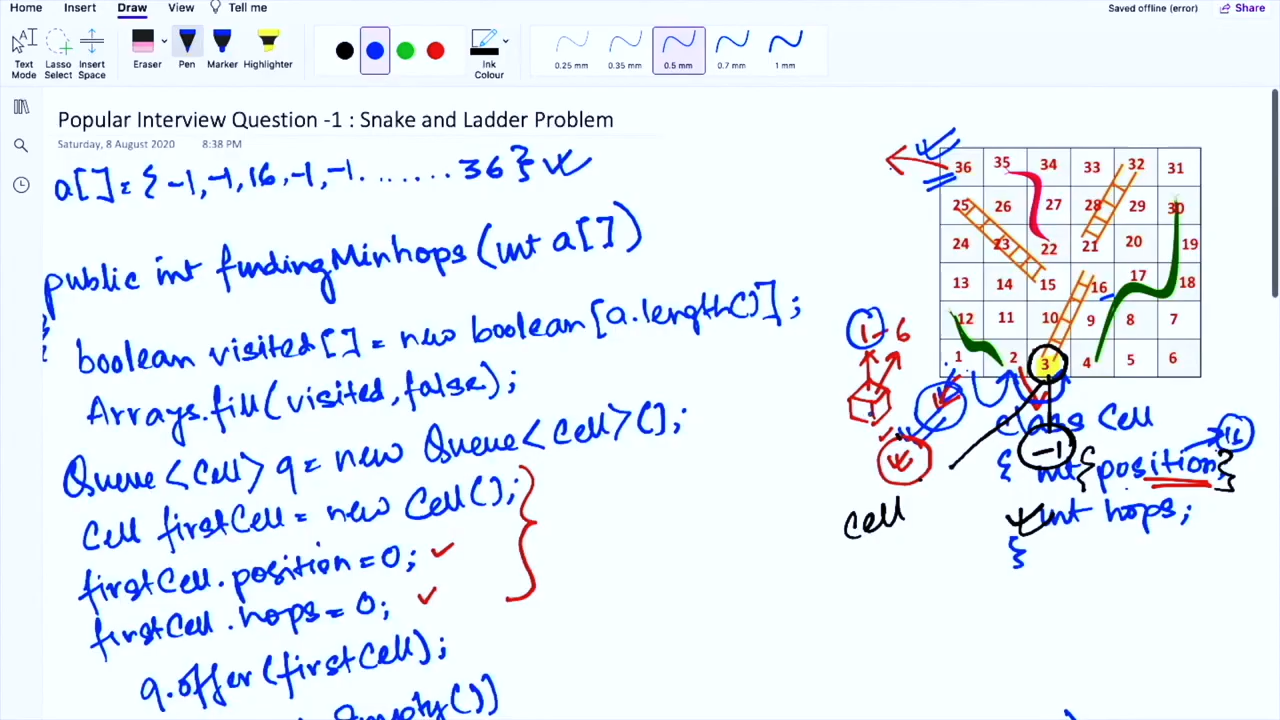 Home Insert Draw View Tell me Saved offline (error) Share
Text Mode Lasso Select Insert Space Eraser Pen Marker Highlighter Ink Colour 0.25 mm 0.35 mm 0.5 mm 0.7 mm 1 mm
Popular Interview Question -1 : Snake and Ladder Problem
Saturday, 8 August 2020 8:38 PM
a[] = {-1,-1,16,-1,-1.......36}
public int findingMinhops (int a[])
{
boolean visited[] = new boolean[a.length()];
Arrays.fill(visited,false);
Queue<Cell> q = new Queue<Cell>();
Cell firstCell = new Cell();
firstCell.position=0;
firstCell.hops=0;
q.offer(firstCell);
Empty())
36 35 34 33 32 31
25 26 27 28 29 30
24 23 22 21 20 19
13 14 15 16 17 18
12 11 10 9 8 7
1 2 3 4 5 6
1-6
class Cell
-1
16
{ int position;
int hops;
}
cell